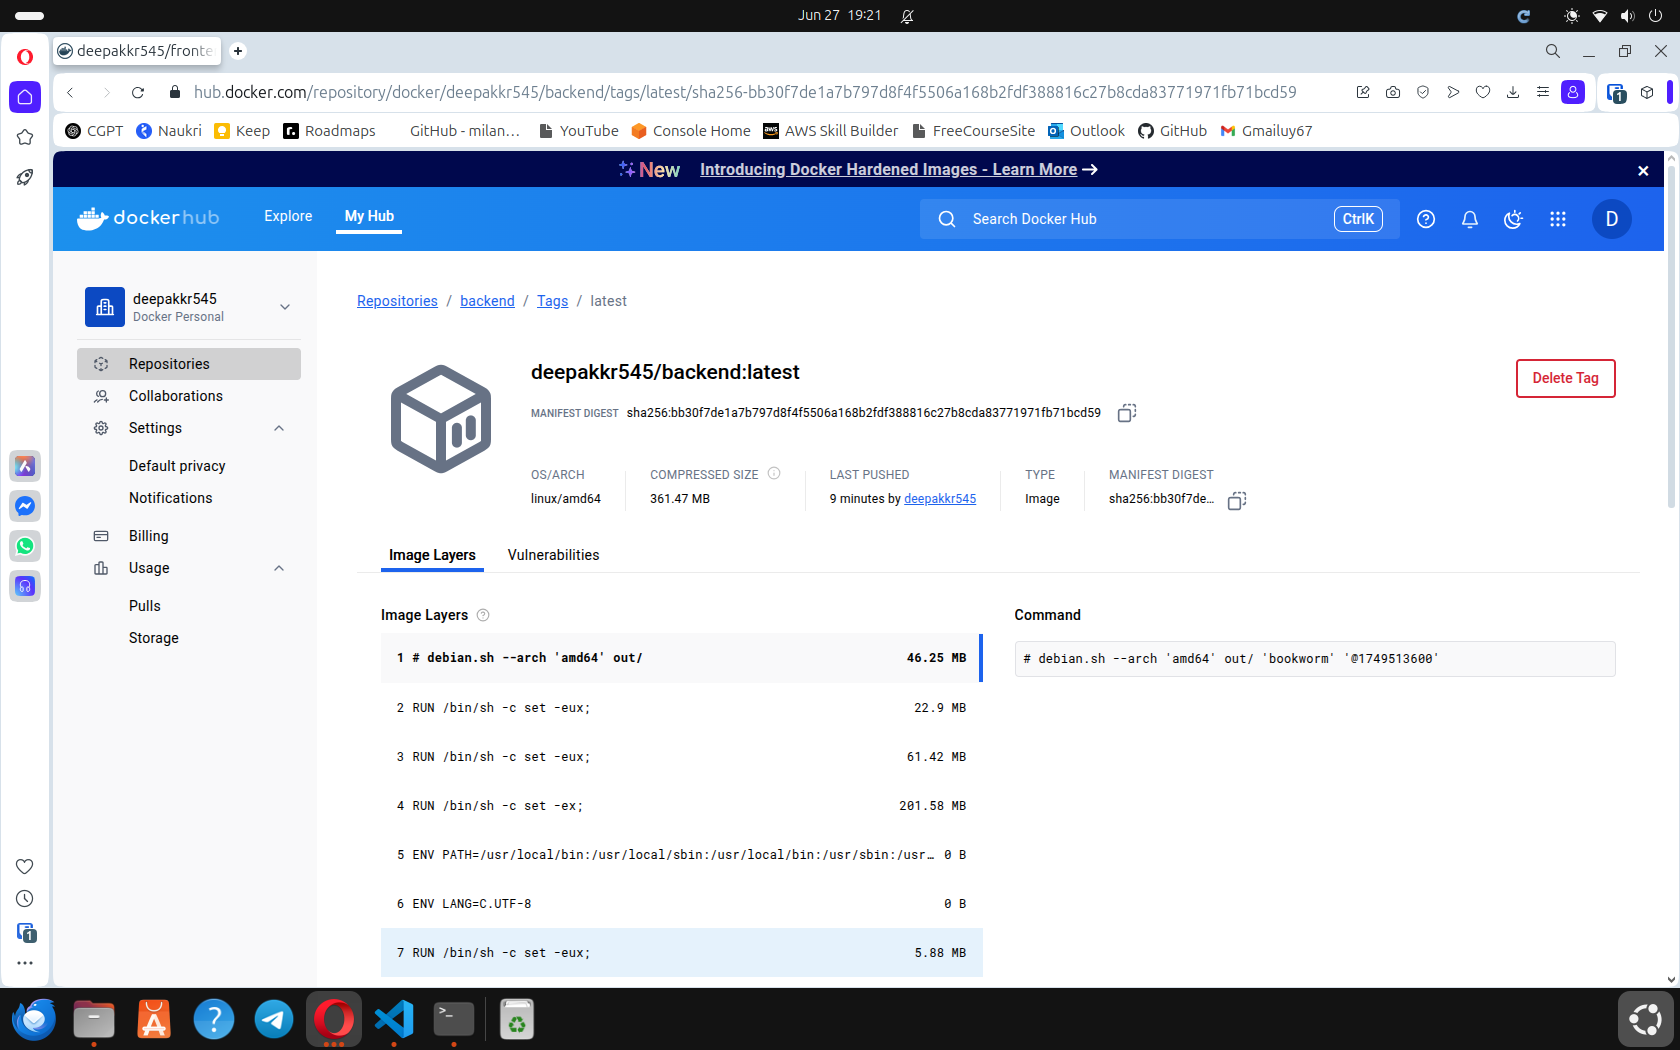 Jun 27 19:21
deepakkr545/fronte
hub.docker.com/repository/docker/deepakkr545/backend/tags/latest/sha256-bb30f7de1a7b797d8f4f5506a168b2fdf388816c27b8cda83771971fb71bcd59
1
CGPT Naukri Keep Roadmaps GitHub - milan... YouTube Console Home AWS Skill Builder FreeCourseSite Outlook GitHub Gmailuy67
New Introducing Docker Hardened Images - Learn More →
dockerhub Explore My Hub Search Docker Hub CtrlK D
deepakkr545
Docker Personal
Repositories
Collaborations
Settings
Default privacy
Notifications
Billing
Usage
Pulls
Storage
1
Repositories / backend / Tags / latest
deepakkr545/backend:latest
Delete Tag
MANIFEST DIGEST sha256:bb30f7de1a7b797d8f4f5506a168b2fdf388816c27b8cda83771971fb71bcd59
OS/ARCH COMPRESSED SIZE LAST PUSHED TYPE MANIFEST DIGEST
linux/amd64 361.47 MB 9 minutes by deepakkr545 Image sha256:bb30f7de...
Image Layers Vulnerabilities
Image Layers
1 # debian.sh --arch 'amd64' out/ 46.25 MB
2 RUN /bin/sh -c set -eux; 22.9 MB
3 RUN /bin/sh -c set -eux; 61.42 MB
4 RUN /bin/sh -c set -ex; 201.58 MB
5 ENV PATH=/usr/local/bin:/usr/local/sbin:/usr/local/bin:/usr/sbin:/usr… 0 B
6 ENV LANG=C.UTF-8 0 B
7 RUN /bin/sh -c set -eux; 5.88 MB
Command
# debian.sh --arch 'amd64' out/ 'bookworm' '@1749513600'